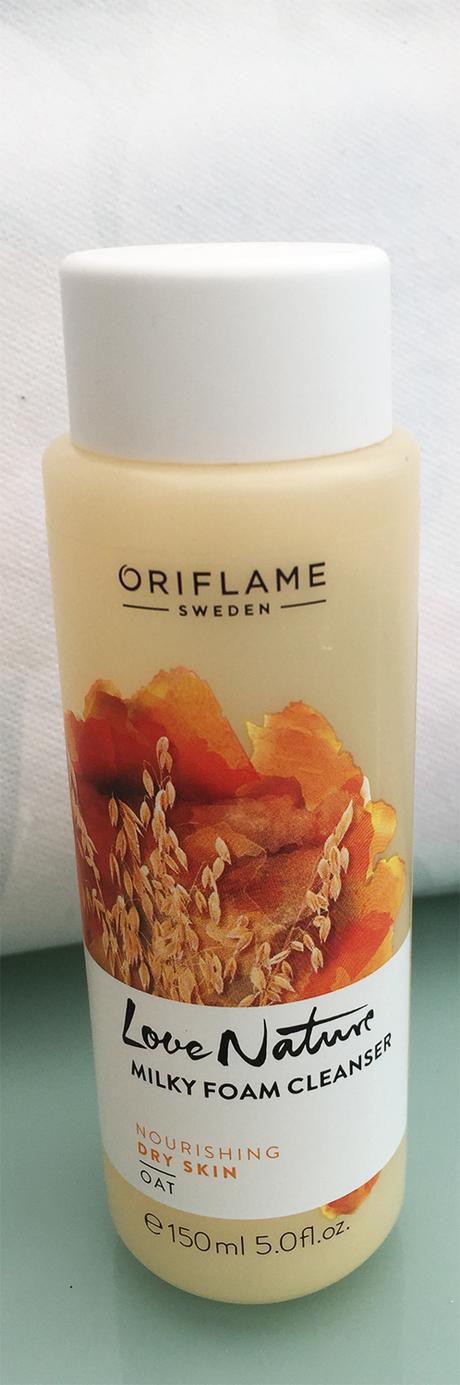 ORIFLAME
SWEDEN
Love Nature
MILKY FOAM CLEANSER
NOURISHING
DRY SKIN
OAT
℮150ml 5.0fl.oz.